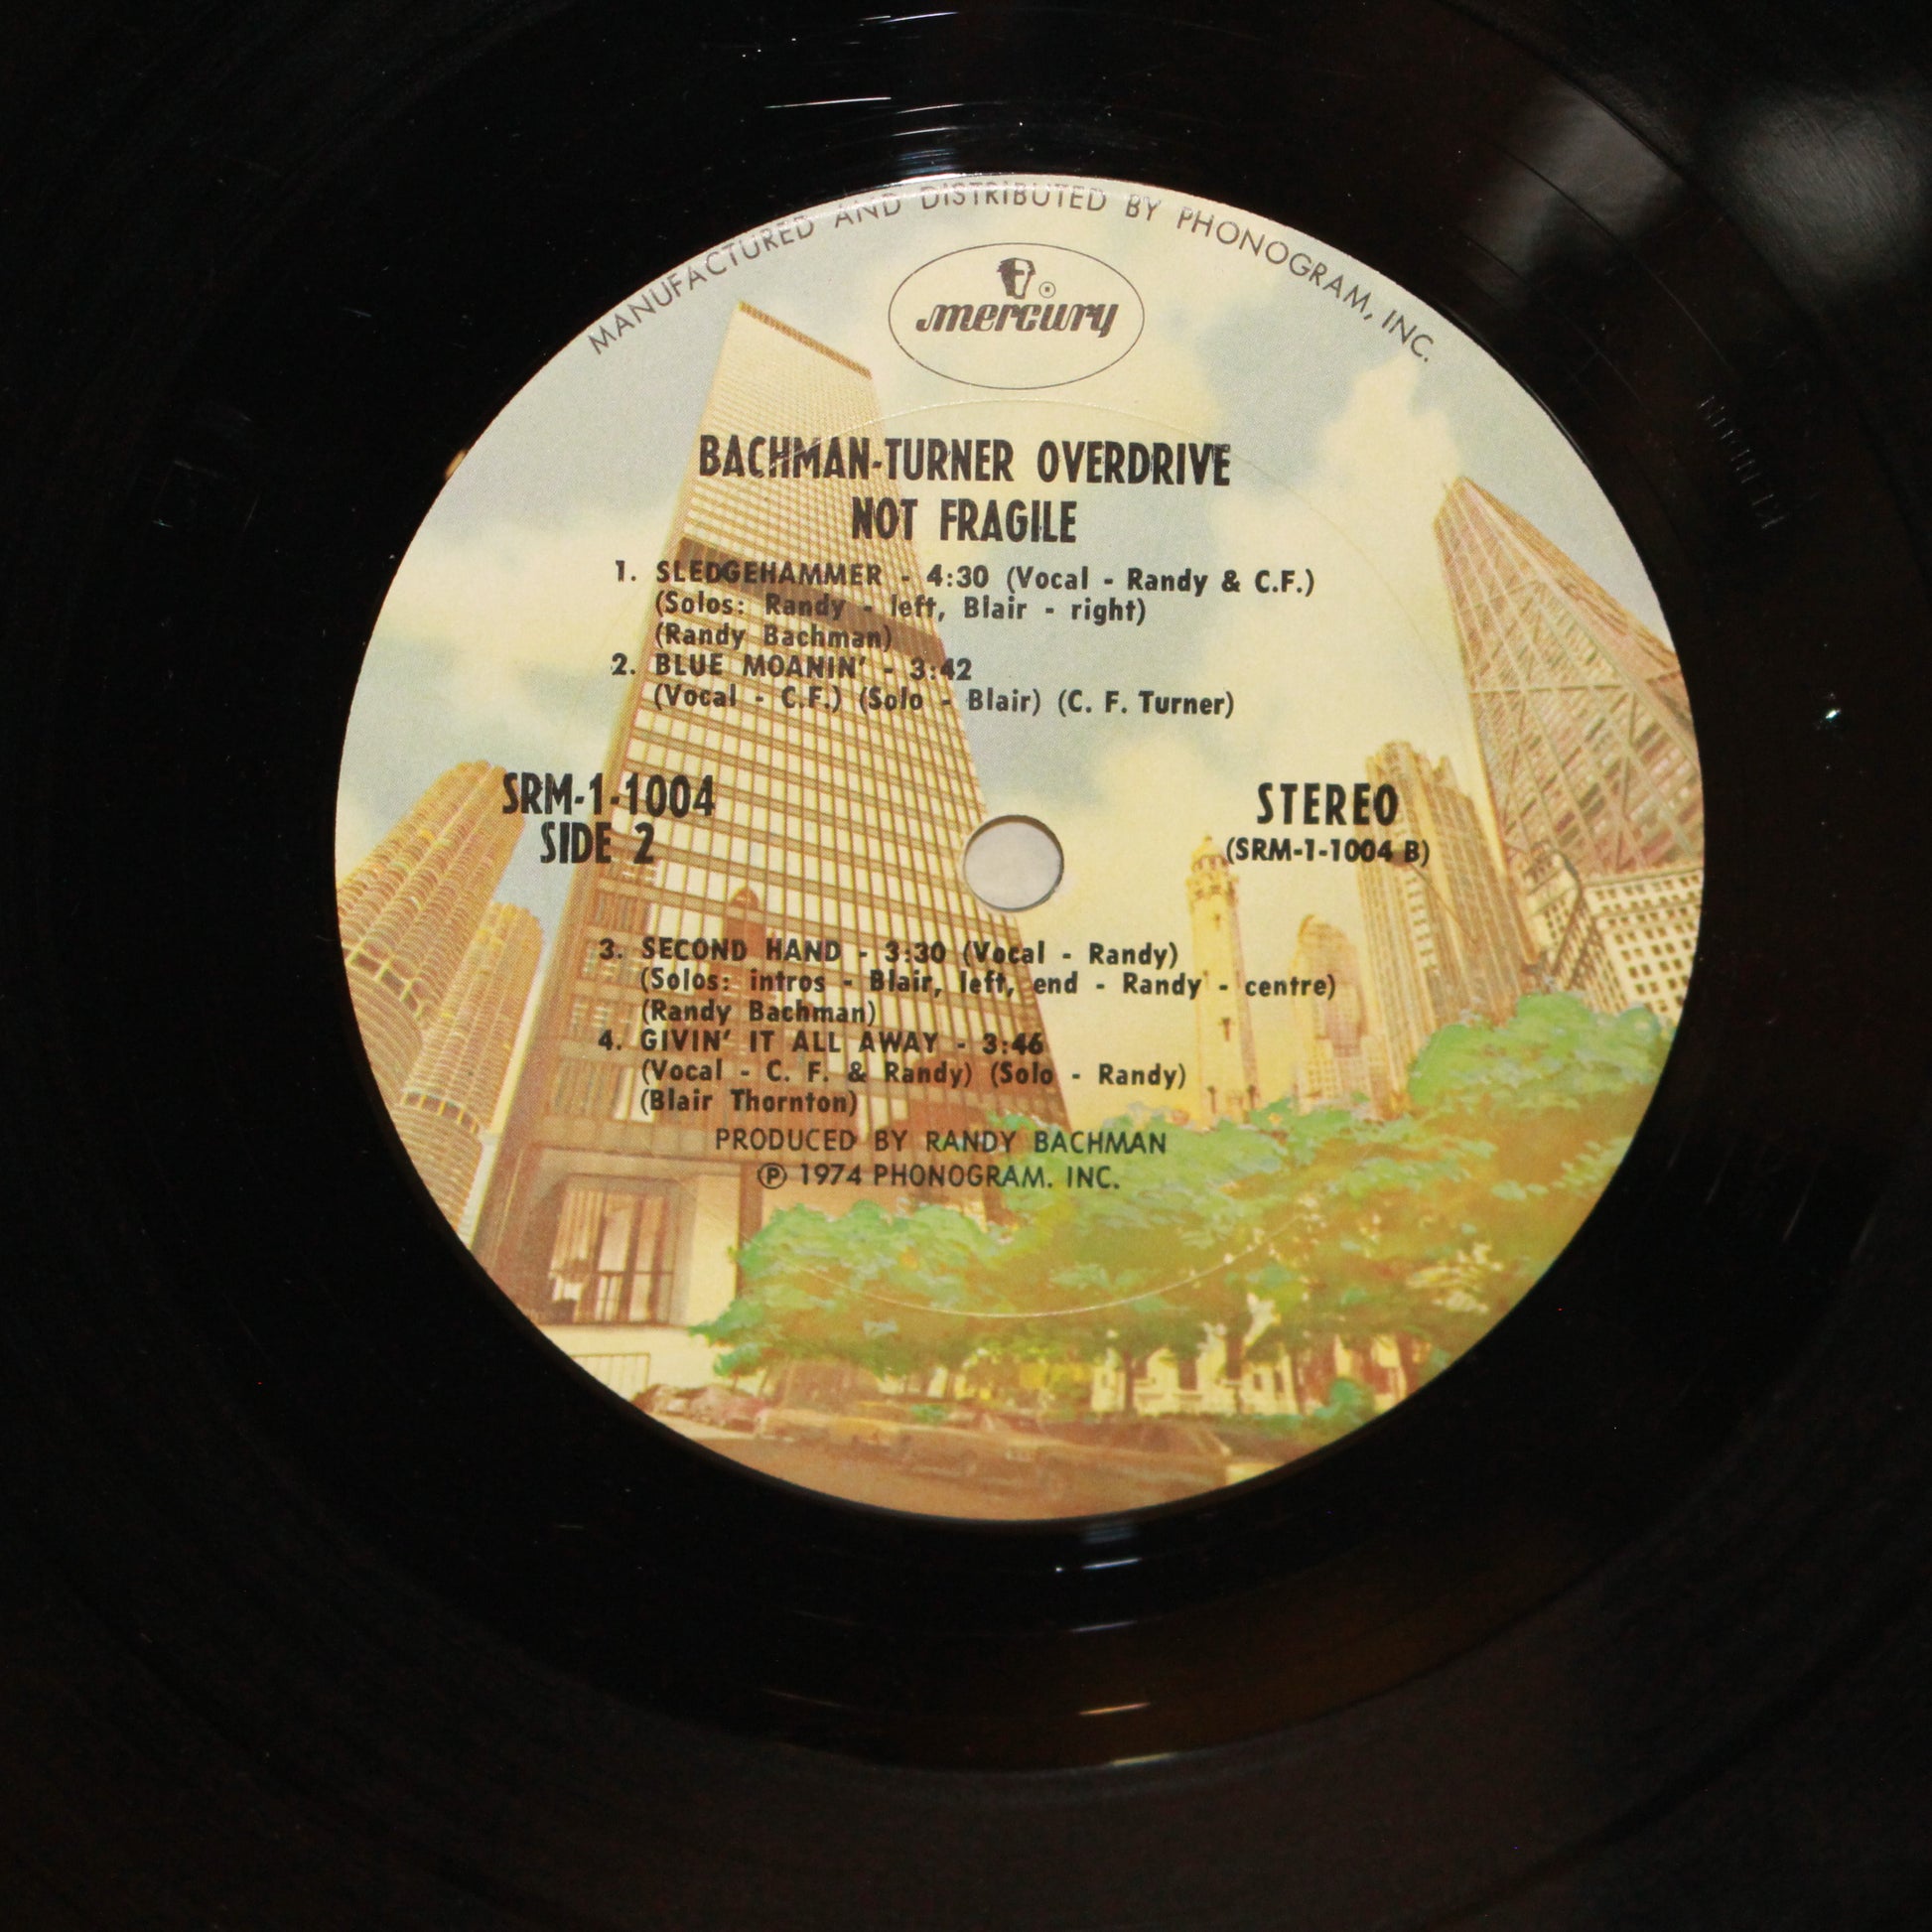 MANUFACTURED AND DISTRIBUTED BY PHONOGRAM, INC.
mercury
BACHMAN-TURNER OVERDRIVE
NOT FRAGILE
1. SLEDGEHAMMER - 4:30 (Vocal - Randy & C.F.)
(Solos: Randy - left, Blair - right)
(Randy Bachman)
2. BLUE MOANIN' - 3:42
(Vocal - C.F.) (Solo - Blair) (C. F. Turner)
SRM-1-1004
SIDE 2
STEREO
(SRM-1-1004 B)
3. SECOND HAND - 3:30 (Vocal - Randy)
(Solos: intros - Blair, left, end - Randy - centre)
(Randy Bachman)
4. GIVIN' IT ALL AWAY - 3:46
(Vocal - C. F. & Randy) (Solo - Randy)
(Blair Thornton)
PRODUCED BY RANDY BACHMAN
℗ 1974 PHONOGRAM. INC.